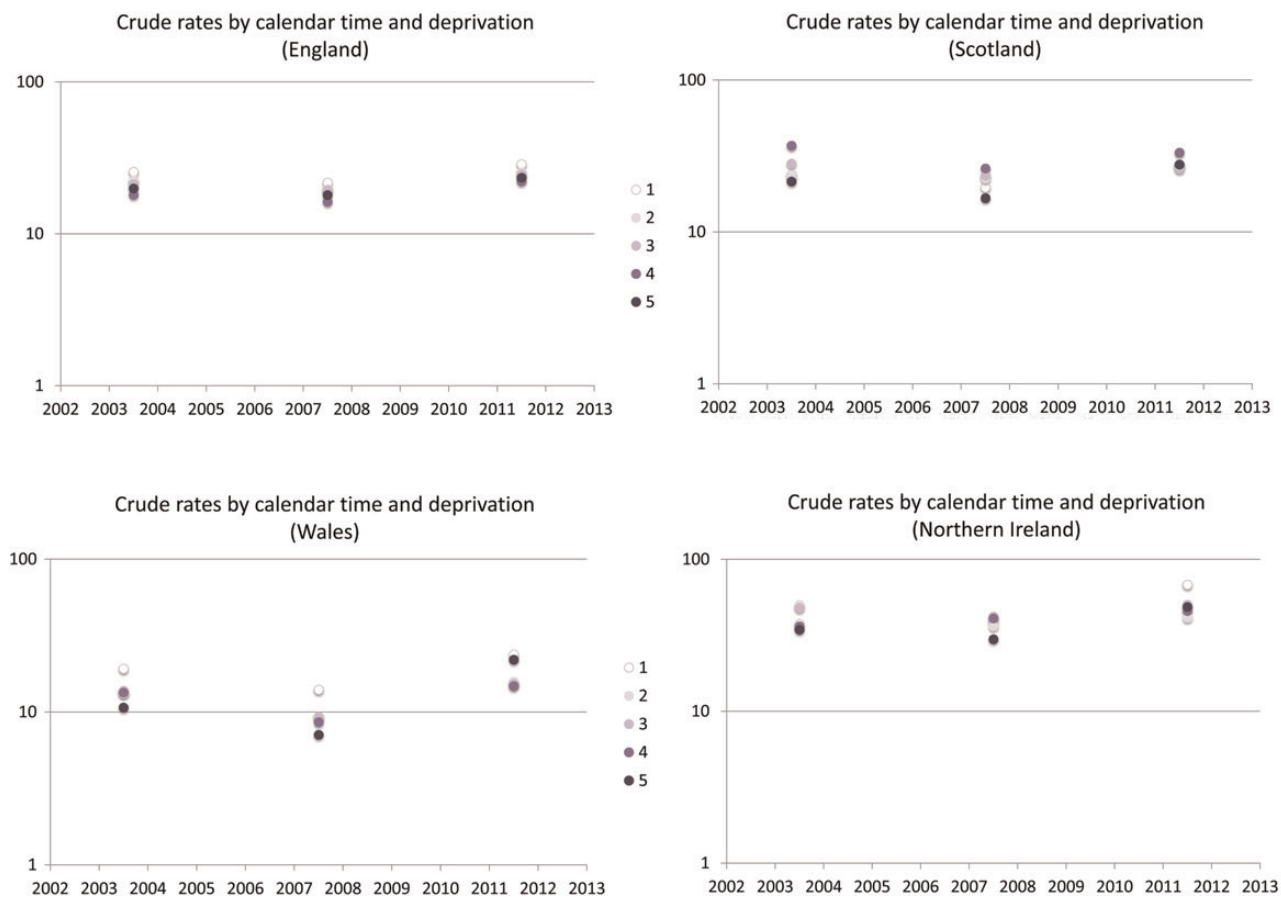 Crude rates by calendar time and deprivation
(England)
100
10
1
2002 2003 2004 2005 2006 2007 2008 2009 2010 2011 2012 2013
1
2
3
4
5
Crude rates by calendar time and deprivation
(Scotland)
100
10
1
2002 2003 2004 2005 2006 2007 2008 2009 2010 2011 2012 2013
Crude rates by calendar time and deprivation
(Wales)
100
10
1
2002 2003 2004 2005 2006 2007 2008 2009 2010 2011 2012 2013
1
2
3
4
5
Crude rates by calendar time and deprivation
(Northern Ireland)
100
10
1
2002 2003 2004 2005 2006 2007 2008 2009 2010 2011 2012 2013